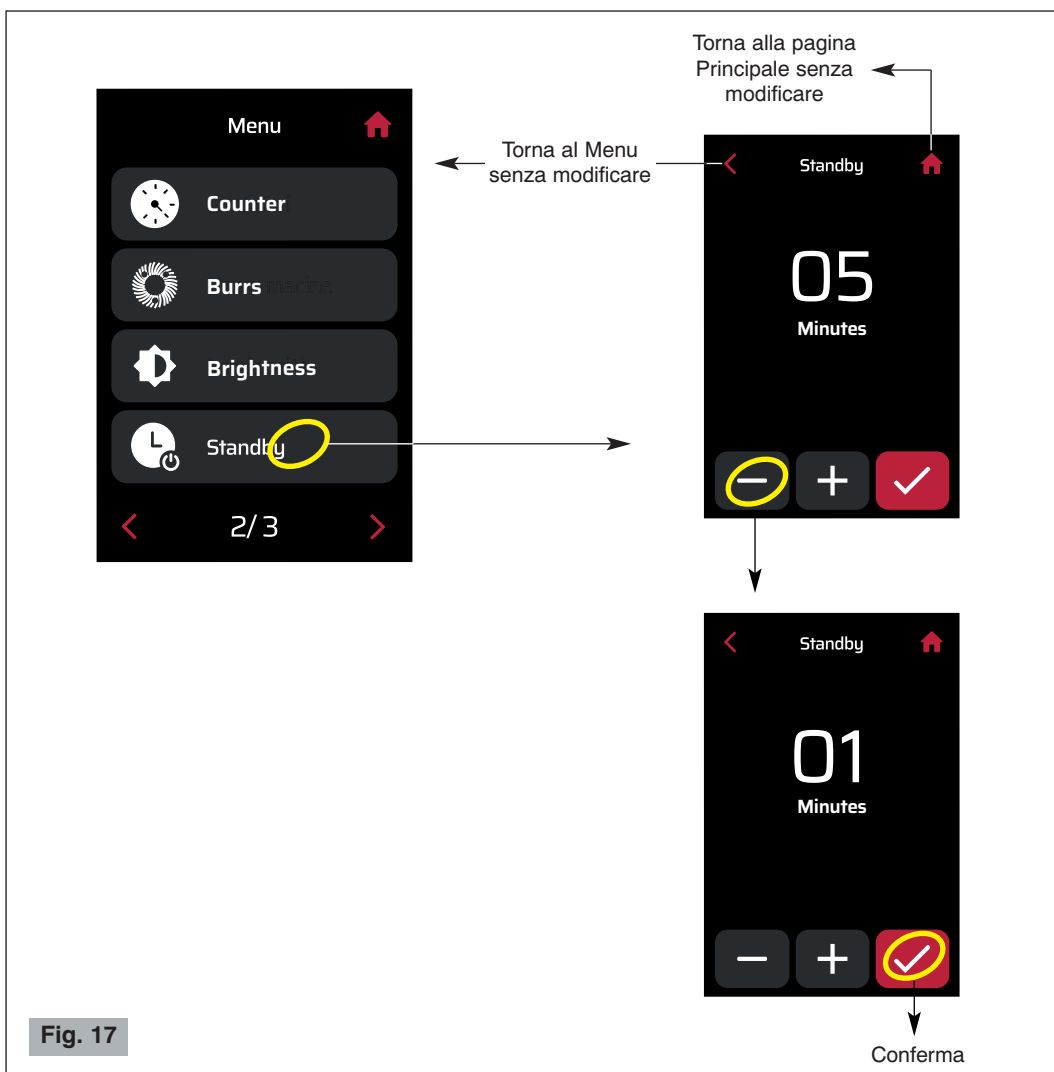 Torna alla pagina
Principale senza
modificare
Menu
Torna al Menu
senza modificare
Standby
Counter
Burrs
Brightness
Standby
2/3
05
Minutes
Standby
01
Minutes
Fig. 17
Conferma